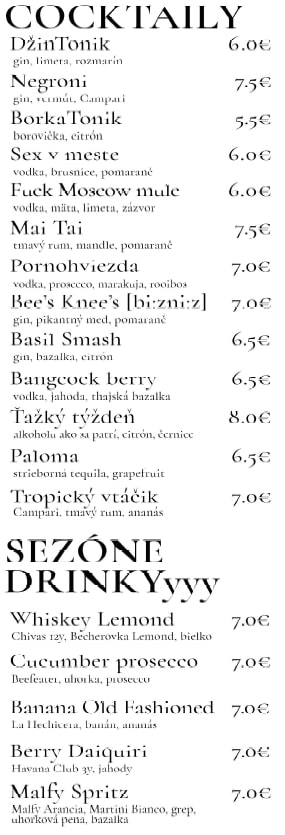 COCKTAILY
DžinTonik 6.0€
gin, limeta, rozmarín
Negroni 7.5€
gin, vermút, Campari
BorkaTonik 5.5€
borovička, citrón
Sex v meste 6.0€
vodka, brusnice, pomaranč
Fuck Moscow mule 6.0€
vodka, mäta, limeta, zázvor
Mai Tai 7.5€
tmavý rum, mandle, pomaranč
Pornohviezda 7.0€
vodka, prosecco, marakuja, rooibos
Bee's Knee's [bi:zni:z] 7.0€
gin, pikantný med, pomaranč
Basil Smash 6.5€
gin, bazalka, citrón
Bangcock berry 6.5€
vodka, jahoda, thajská bazalka
Ťažký týždeň 8.0€
alkoholu ako sa patrí, citrón, černice
Paloma 6.5€
strieborná tequila, grapefruit
Tropický vtáčik 7.0€
Campari, tmavý rum, ananás
SEZÓNE
DRINKYyyy
Whiskey Lemond 7.0€
Chivas 12y, Becherovka Lemond, bielko
Cucumber prosecco 7.0€
Beefeater, uhorka, prosecco
Banana Old Fashioned 7.0€
La Hechicera, banán, ananás
Berry Daiquiri 7.0€
Havana Club 3y, jahody
Malfy Spritz 7.0€
Malfy Arancia, Martini Bianco, grep,
uhorková pena, bazalka